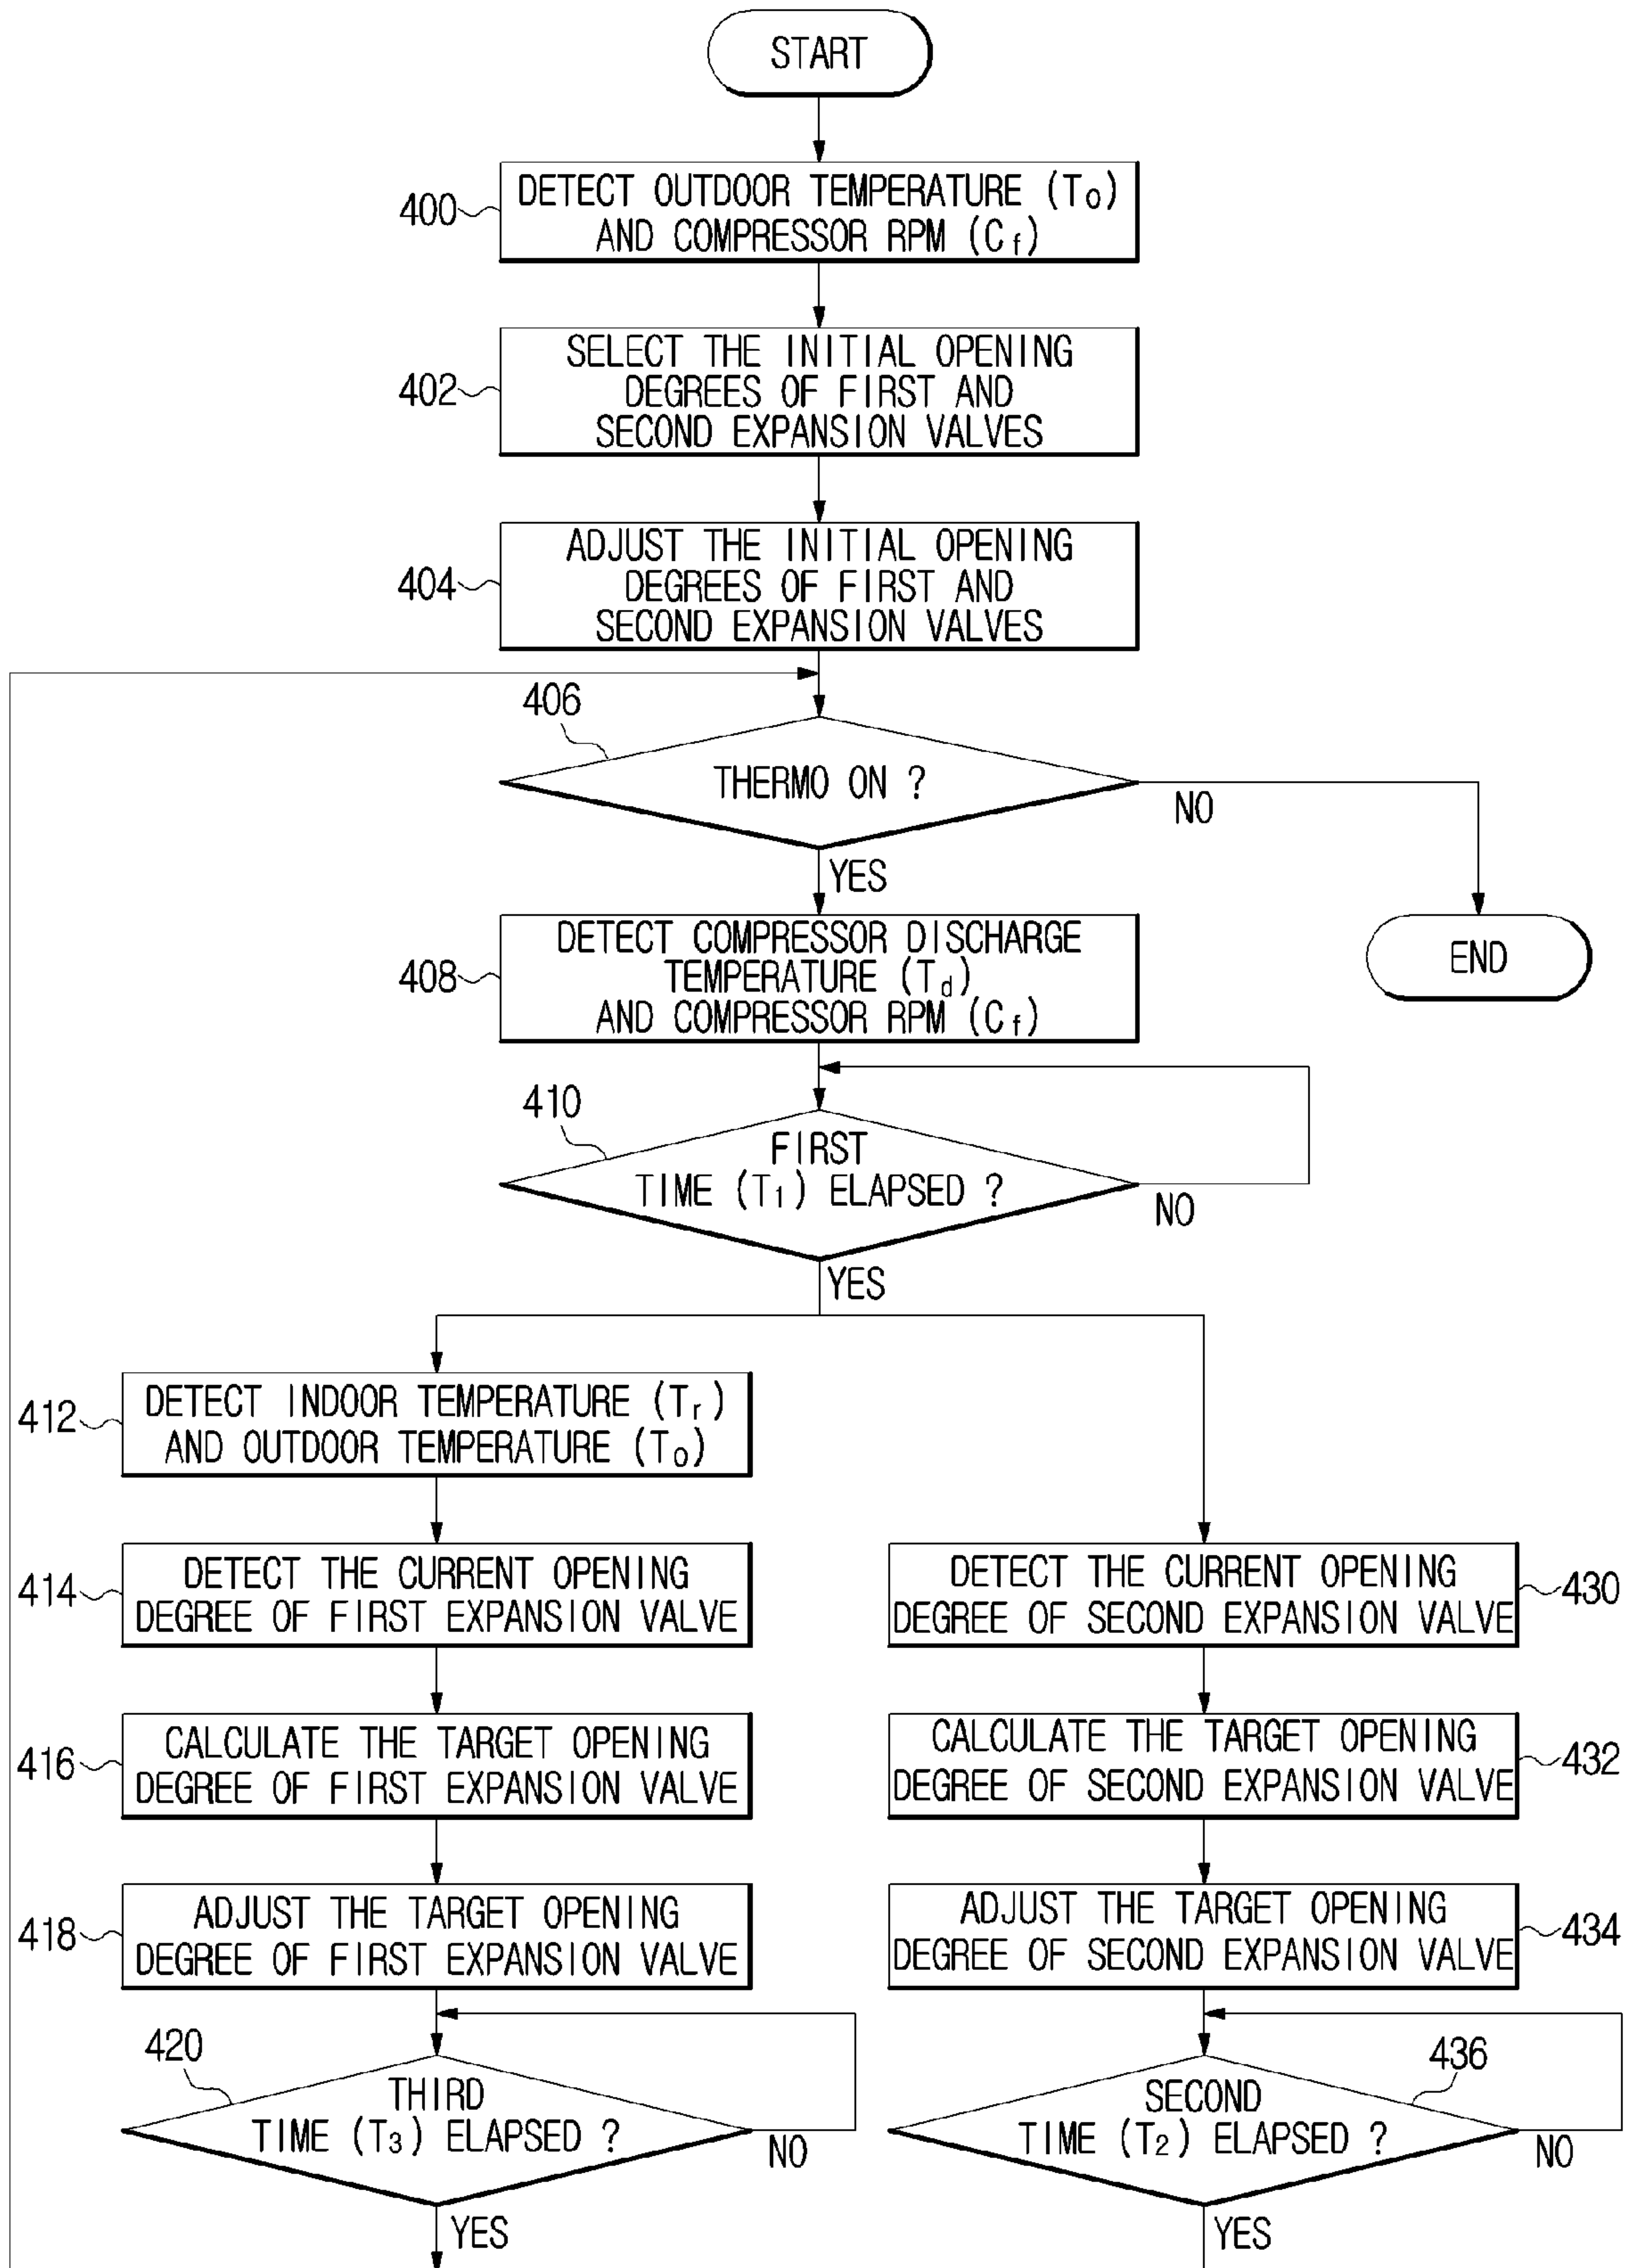 START
400
DETECT OUTDOOR TEMPERATURE (To)
AND COMPRESSOR RPM (Cf)
402
SELECT THE INITIAL OPENING
DEGREES OF FIRST AND
SECOND EXPANSION VALVES
404
ADJUST THE INITIAL OPENING
DEGREES OF FIRST AND
SECOND EXPANSION VALVES
406
THERMO ON ?
NO
YES
END
408
DETECT COMPRESSOR DISCHARGE
TEMPERATURE (Td)
AND COMPRESSOR RPM (Cf)
410
FIRST
TIME (T1) ELAPSED ?
NO
YES
412
DETECT INDOOR TEMPERATURE (Tr)
AND OUTDOOR TEMPERATURE (To)
414
DETECT THE CURRENT OPENING
DEGREE OF FIRST EXPANSION VALVE
416
CALCULATE THE TARGET OPENING
DEGREE OF FIRST EXPANSION VALVE
418
ADJUST THE TARGET OPENING
DEGREE OF FIRST EXPANSION VALVE
420
THIRD
TIME (T3) ELAPSED ?
NO
YES
DETECT THE CURRENT OPENING
DEGREE OF SECOND EXPANSION VALVE
430
CALCULATE THE TARGET OPENING
DEGREE OF SECOND EXPANSION VALVE
432
ADJUST THE TARGET OPENING
DEGREE OF SECOND EXPANSION VALVE
434
436
SECOND
TIME (T2) ELAPSED ?
NO
YES